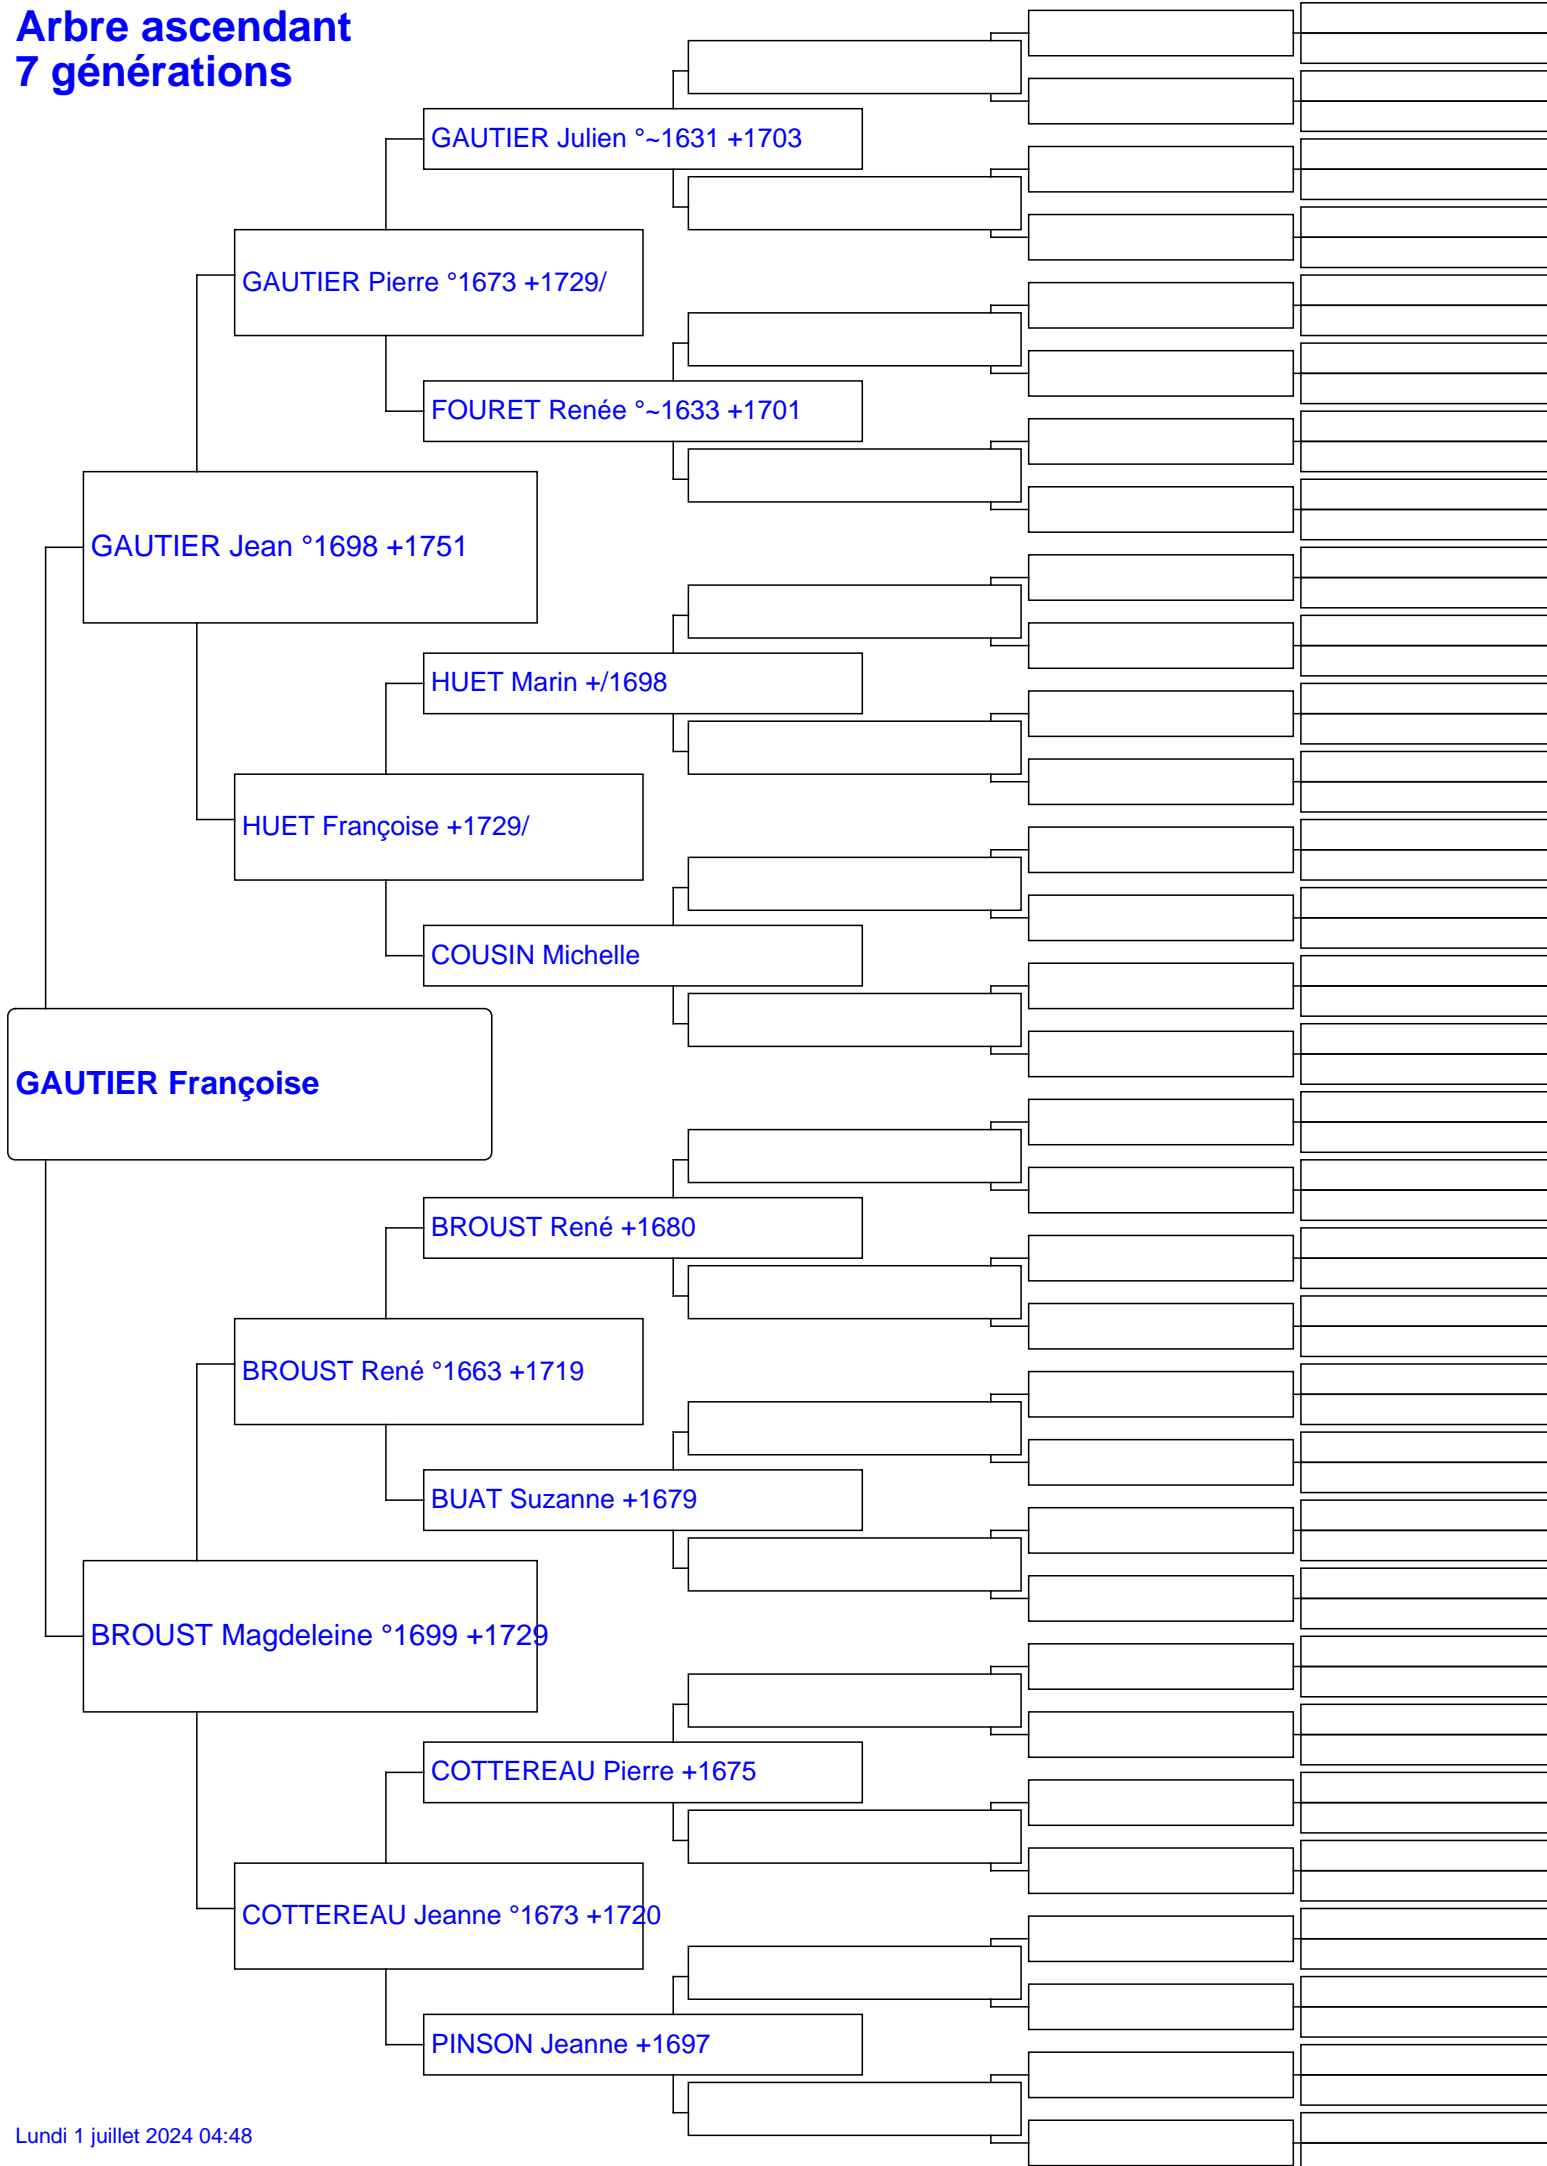 Arbre ascendant
7 générations
GAUTIER Julien °~1631 +1703
GAUTIER Pierre °1673 +1729/
FOURET Renée °~1633 +1701
GAUTIER Jean °1698 +1751
HUET Marin +/1698
HUET Françoise +1729/
COUSIN Michelle
GAUTIER Françoise
BROUST René +1680
BROUST René °1663 +1719
BUAT Suzanne +1679
BROUST Magdeleine °1699 +1729
COTTEREAU Pierre +1675
COTTEREAU Jeanne °1673 +1720
PINSON Jeanne +1697
Lundi 1 juillet 2024 04:48